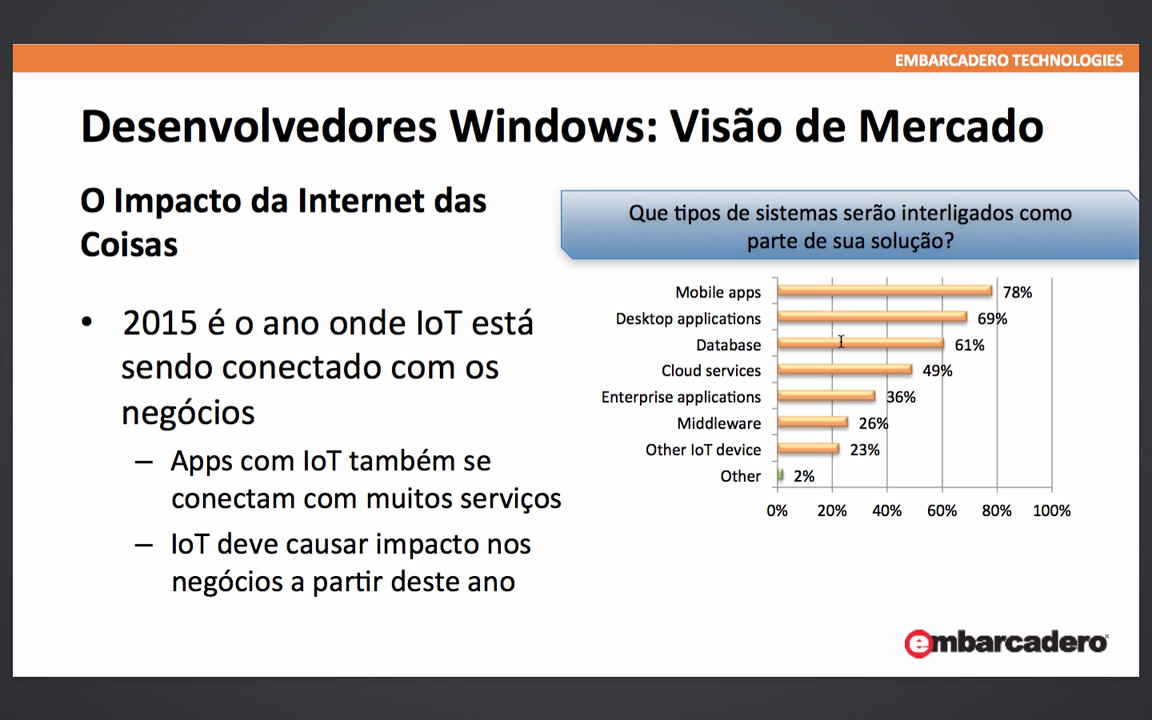 EMBARCADERO TECHNOLOGIES
Desenvolvedores Windows: Visão de Mercado
O Impacto da Internet das
Coisas
• 2015 é o ano onde IoT está
sendo conectado com os
negócios
– Apps com IoT também se
conectam com muitos serviços
– IoT deve causar impacto nos
negócios a partir deste ano
Que tipos de sistemas serão interligados como
parte de sua solução?
Mobile apps 78%
Desktop applications 69%
Database 61%
Cloud services 49%
Enterprise applications 36%
Middleware 26%
Other IoT device 23%
Other 2%
0% 20% 40% 60% 80% 100%
embarcadero